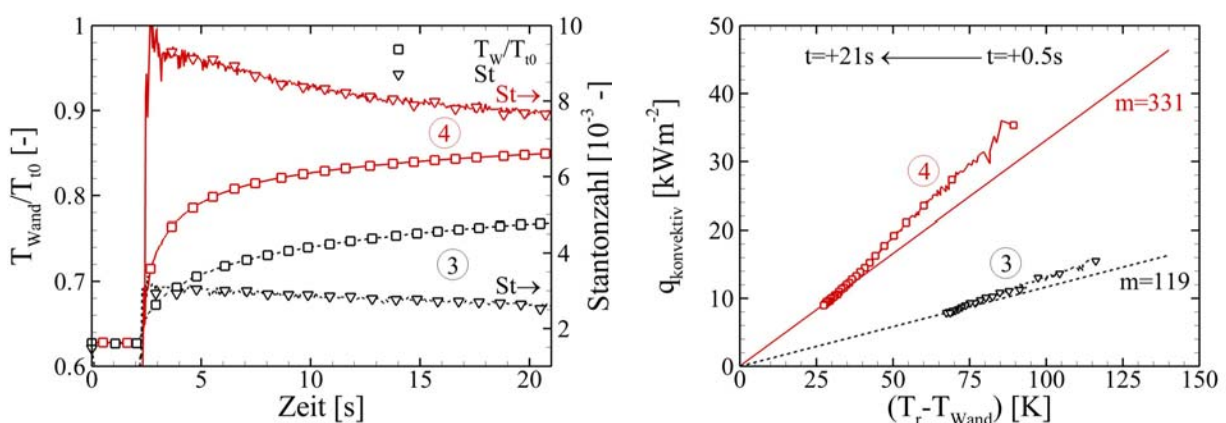 1
0.9
0.8
0.7
0.6
T_Wand/T_t0 [-]
0
5
10
15
20
Zeit [s]
10
8
6
4
2
Stantonzahl [10^-3 -]
T_W/T_t0
St
St→
4
3
St→
50
40
30
20
10
0
q_konvektiv [kWm^-2]
0
25
50
75
100
125
150
(T_r-T_Wand) [K]
t=+21s ← t=+0.5s
m=331
4
3
m=119